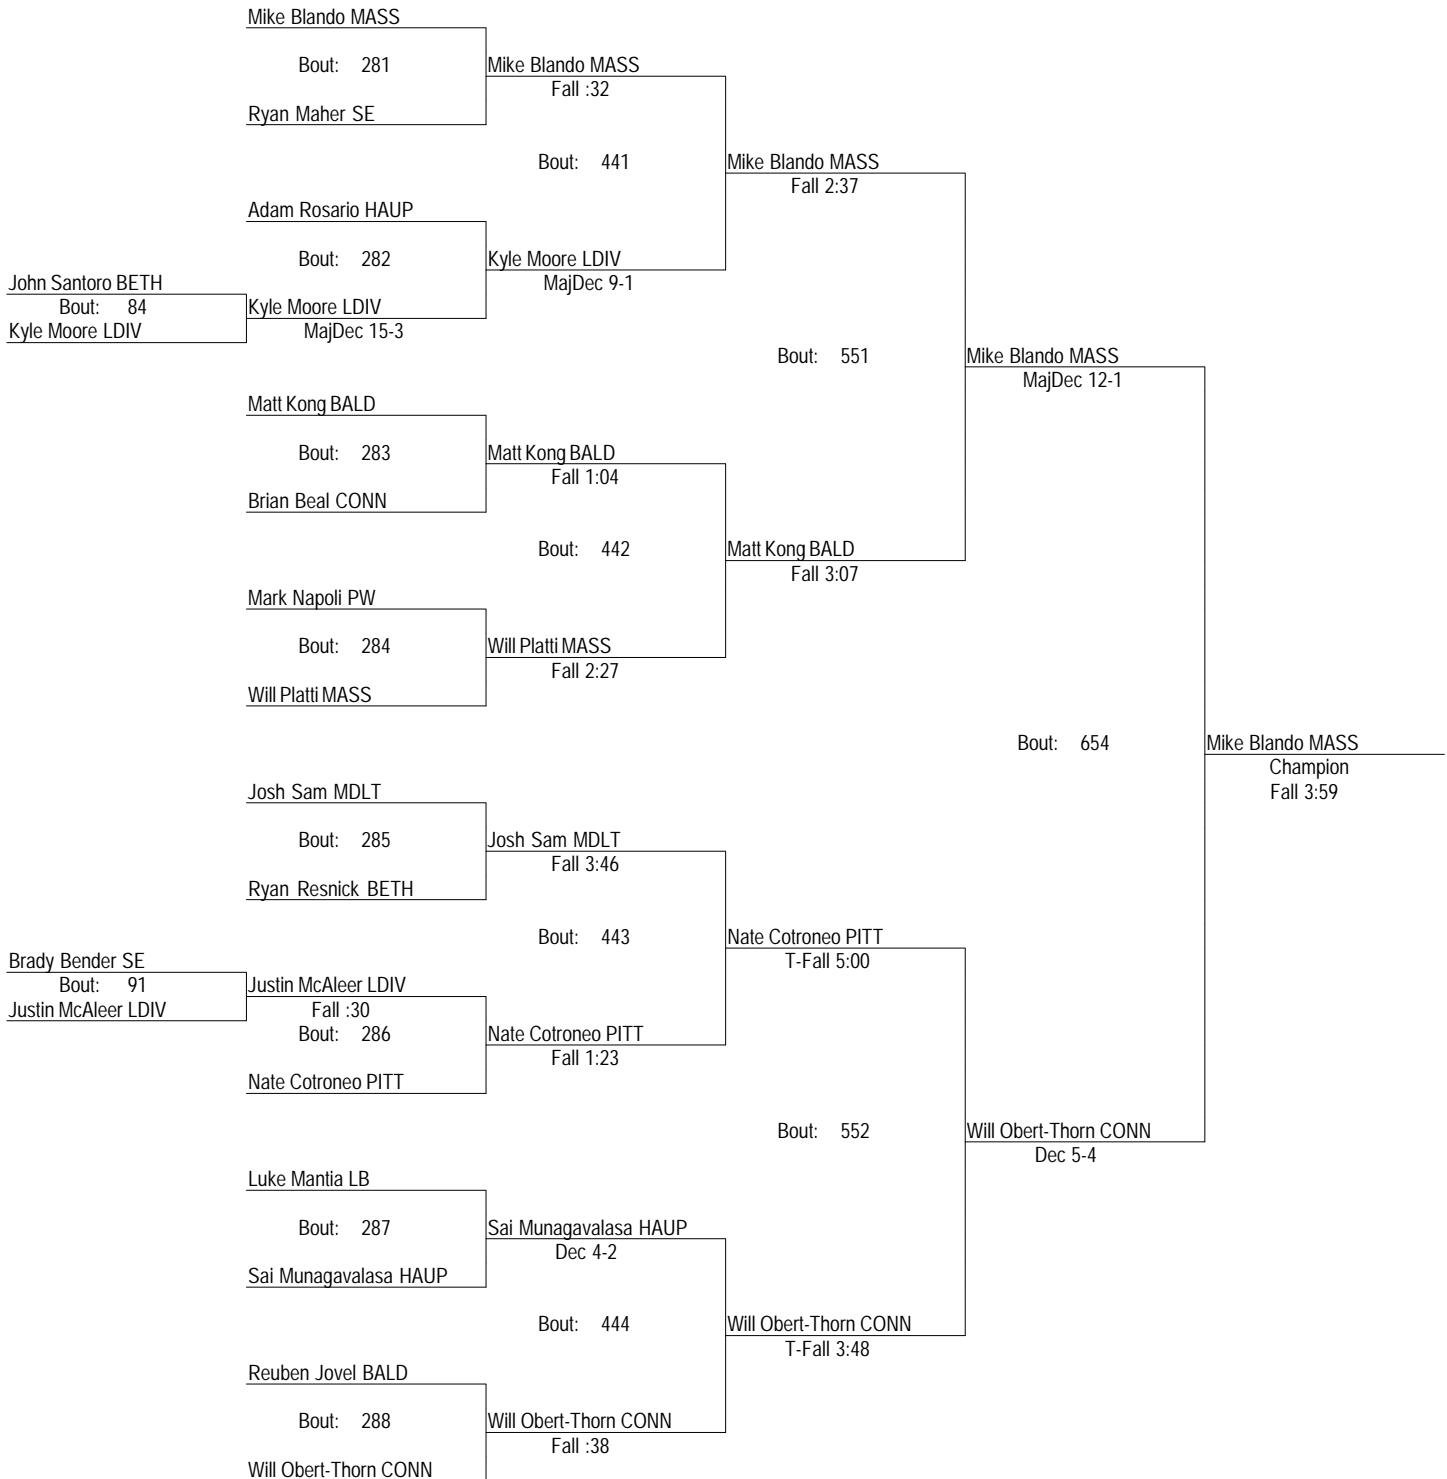 Mike Blando MASS
Bout: 281
Mike Blando MASS
Fall :32
Ryan Maher SE
Bout: 441
Mike Blando MASS
Fall 2:37
Adam Rosario HAUP
Bout: 282
Kyle Moore LDIV
MajDec 9-1
John Santoro BETH
Bout: 84
Kyle Moore LDIV
Kyle Moore LDIV
MajDec 15-3
Bout: 551
Mike Blando MASS
MajDec 12-1
Matt Kong BALD
Bout: 283
Matt Kong BALD
Fall 1:04
Brian Beal CONN
Bout: 442
Matt Kong BALD
Fall 3:07
Mark Napoli PW
Bout: 284
Will Platti MASS
Fall 2:27
Will Platti MASS
Bout: 654
Mike Blando MASS
Champion
Fall 3:59
Josh Sam MDLT
Bout: 285
Josh Sam MDLT
Fall 3:46
Ryan Resnick BETH
Bout: 443
Nate Cotroneo PITT
T-Fall 5:00
Brady Bender SE
Bout: 91
Justin McAleer LDIV
Justin McAleer LDIV
Fall :30
Bout: 286
Nate Cotroneo PITT
Fall 1:23
Nate Cotroneo PITT
Bout: 552
Will Obert-Thorn CONN
Dec 5-4
Luke Mantia LB
Bout: 287
Sai Munagavalasa HAUP
Dec 4-2
Sai Munagavalasa HAUP
Bout: 444
Will Obert-Thorn CONN
T-Fall 3:48
Reuben Jovel BALD
Bout: 288
Will Obert-Thorn CONN
Fall :38
Will Obert-Thorn CONN